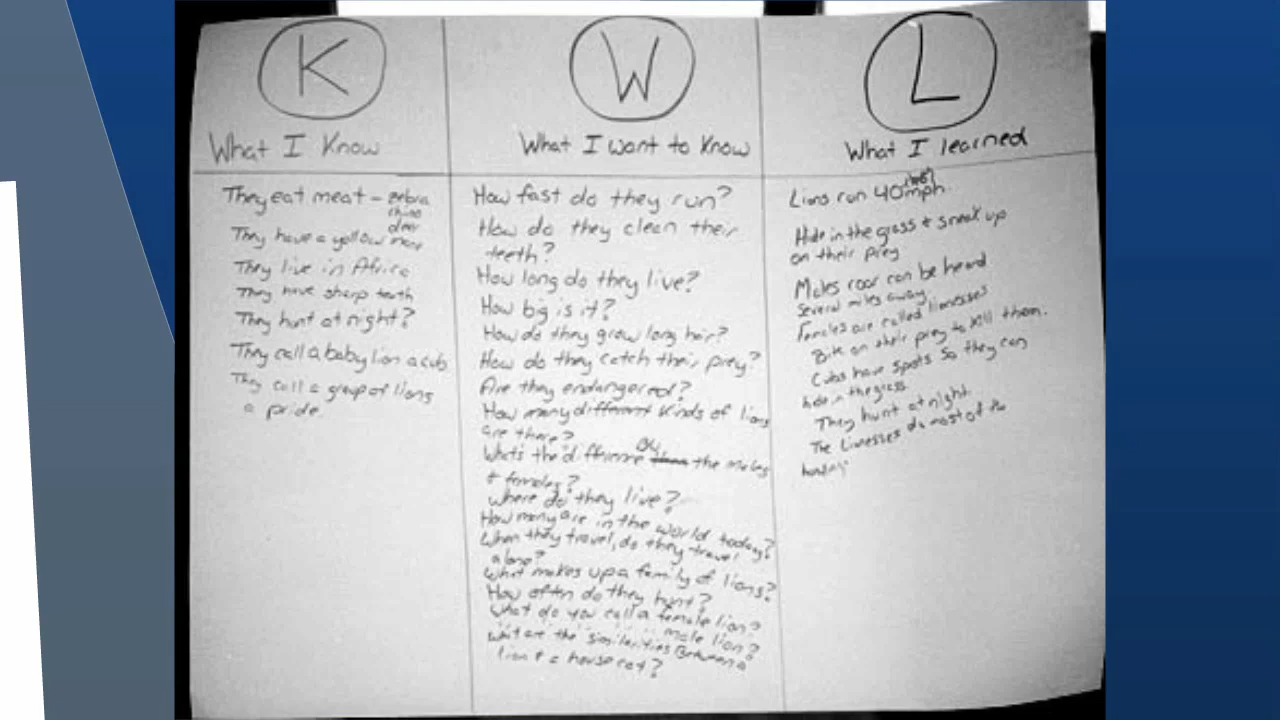 K
What I Know
They eat meat - zebra
rhino
deer
They have a yellow mane
They live in Africa
They have sharp teeth
They hunt at night?
They call a baby lion a cub
They call a group of lions
a pride.
W
What I want to Know
How fast do they run?
How do they clean their
teeth?
How long do they live?
How big is it?
How do they grow long hair?
How do they catch their prey?
Are they endangered?
How many different kinds of lions
are there?
Whats the difference the males
& females?
Where do they live?
How many are in the world today?
When they travel, do they travel
alone?
What makes up a family of lions?
How often do they hunt?
What do you call a female lion?
" " " " " male lion?
What are the similarities Between a
lion & a house cat?
L
What I learned
Lions run 40 mph.
Hide in the grass & sneak up
on their prey
Males roar can be heard
Several miles away.
Females are called lionesses
Bite on their prey to kill them.
Cubs have spots so they can
hide in the grass
They hunt at night.
The Lionesses do most of the
hunting